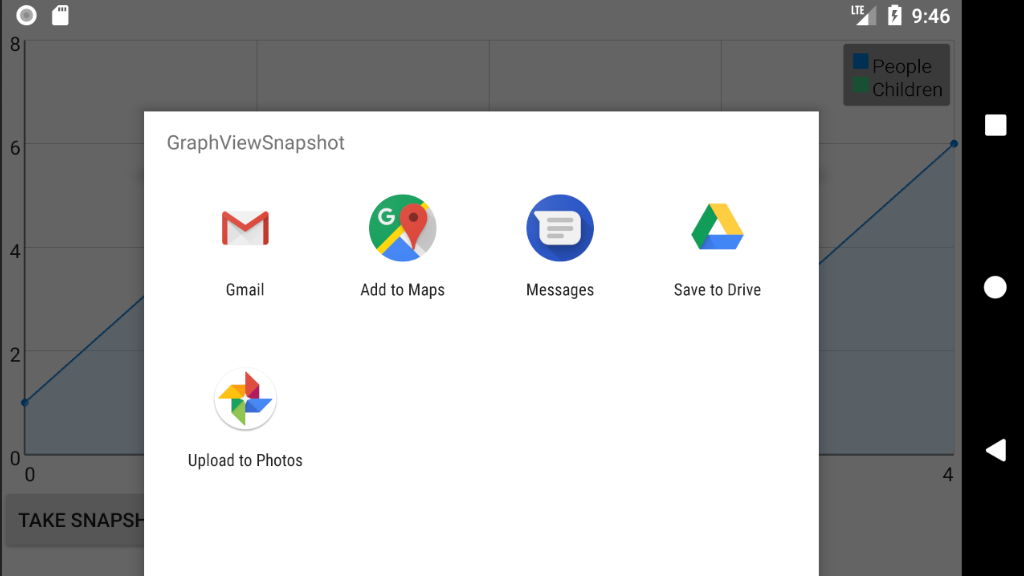 LTE 9:46
8
People
Children
GraphViewSnapshot
6
G
4
Gmail Add to Maps Messages Save to Drive
2
Upload to Photos
0
0 4
TAKE SNAPSH